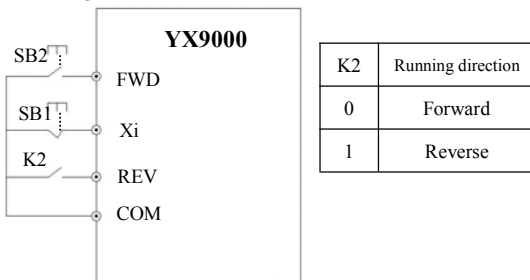 YX9000
SB2
FWD
SB1
Xi
K2
REV
COM
K2 Running direction
0 Forward
1 Reverse